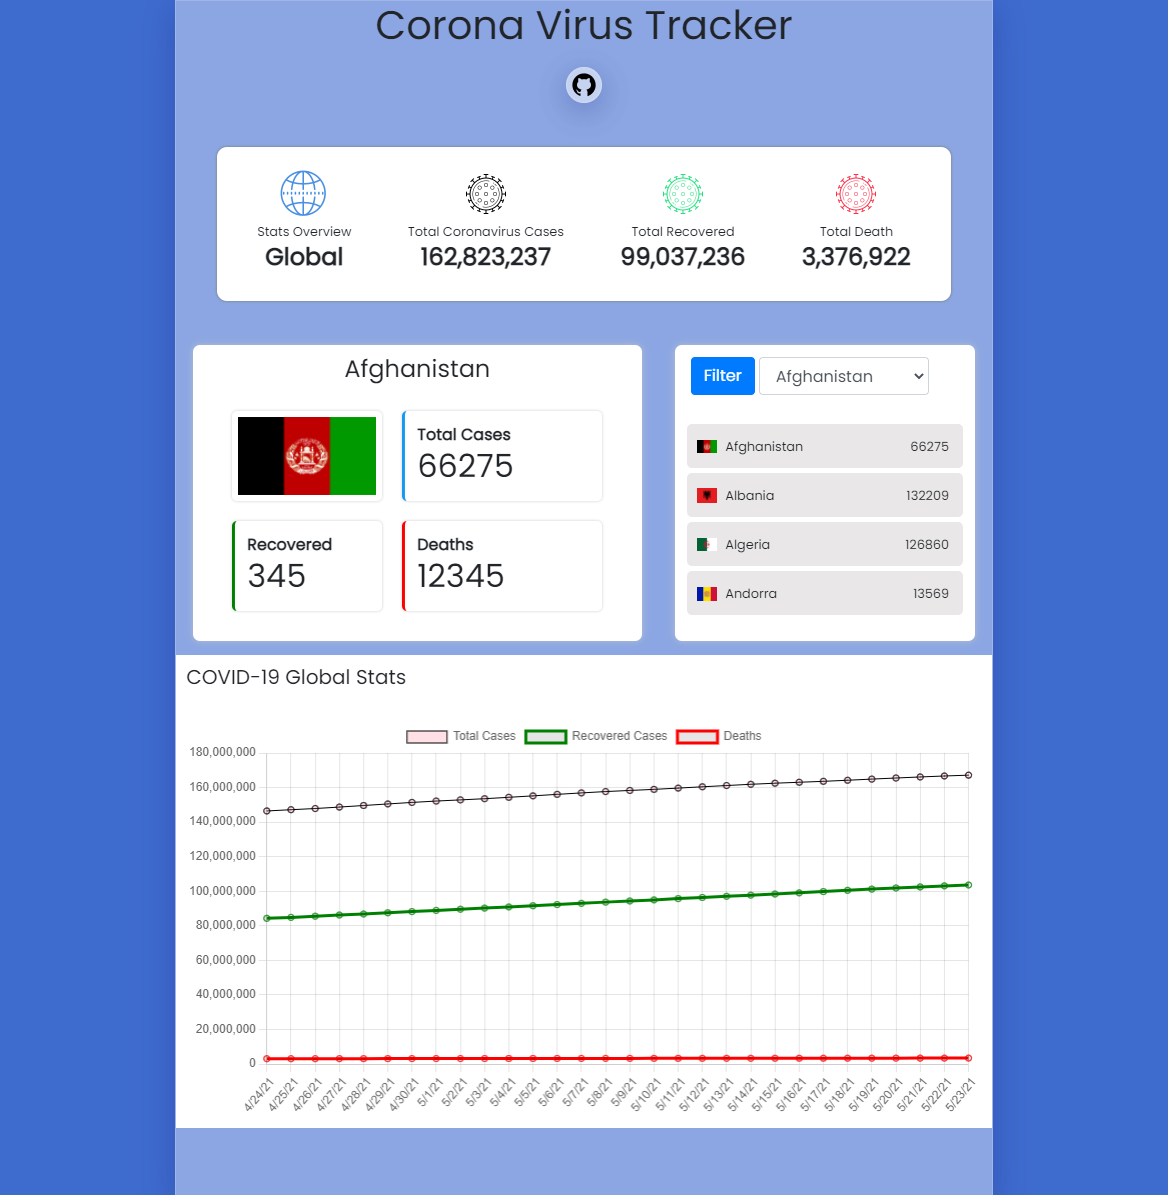 Corona Virus Tracker
Stats Overview
Global
Total Coronavirus Cases
162,823,237
Total Recovered
99,037,236
Total Death
3,376,922
Afghanistan
Total Cases
66275
Recovered
345
Deaths
12345
Filter
Afghanistan
Afghanistan 66275
Albania 132209
Algeria 126860
Andorra 13569
COVID-19 Global Stats
Total Cases Recovered Cases Deaths
180,000,000
160,000,000
140,000,000
120,000,000
100,000,000
80,000,000
60,000,000
40,000,000
20,000,000
0
4/24/21 4/25/21 4/26/21 4/27/21 4/28/21 4/29/21 4/30/21 5/1/21 5/2/21 5/3/21 5/4/21 5/5/21 5/6/21 5/7/21 5/8/21 5/9/21 5/10/21 5/11/21 5/12/21 5/13/21 5/14/21 5/15/21 5/16/21 5/17/21 5/18/21 5/19/21 5/20/21 5/21/21 5/22/21 5/23/21